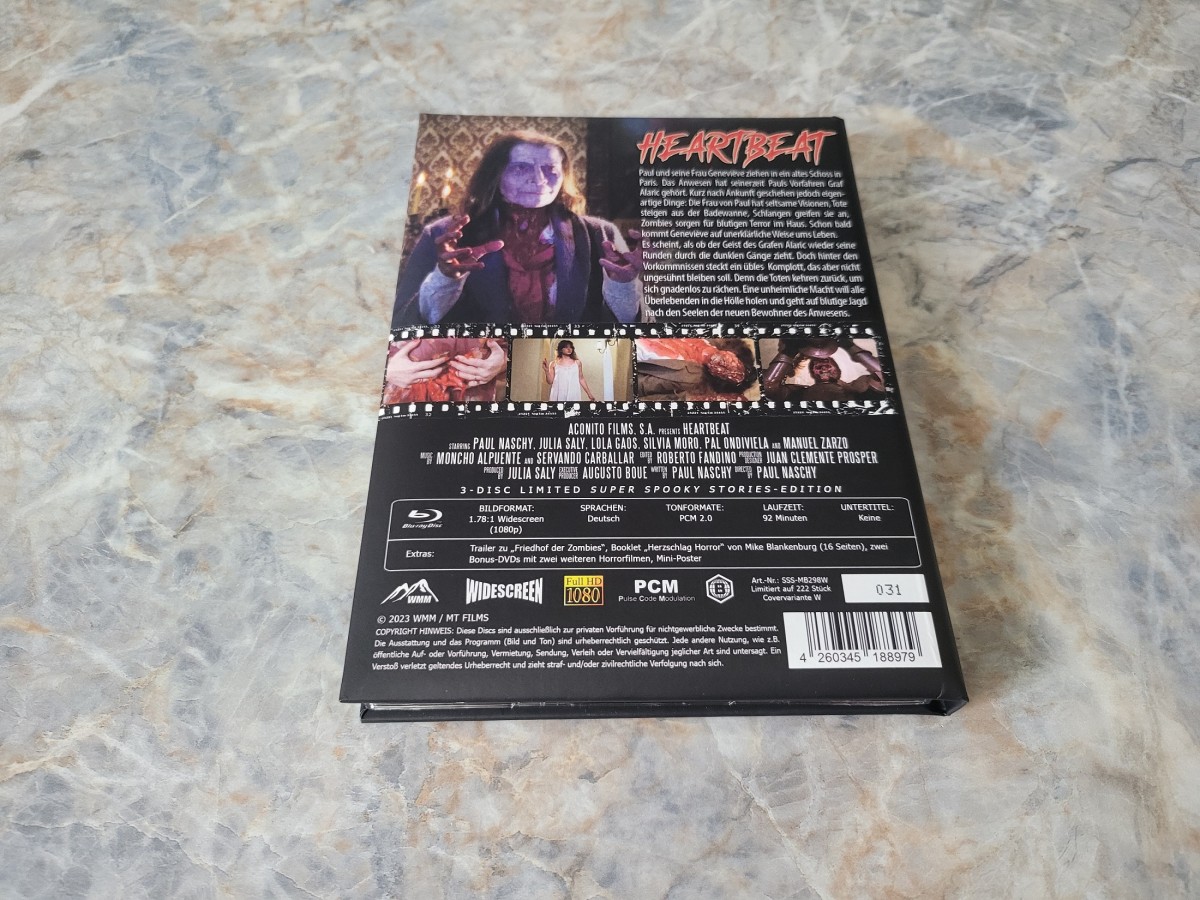 HEARTBEAT
Paul und seine Frau Geneviève ziehen in ein altes Schoss in
Paris. Das Anwesen hat seinerzeit Pauls Vorfahren Graf
Alaric gehört. Kurz nach Ankunft geschehen jedoch eigen-
artige Dinge: Die Frau von Paul hat seltsame Visionen, Tote
steigen aus der Badewanne, Schlangen greifen sie an,
Zombies sorgen für blutigen Terror im Haus. Schon bald
kommt Geneviève auf unerklärliche Weise ums Leben.
Es scheint, als ob der Geist des Grafen Alaric wieder seine
Runden durch die dunklen Gänge zieht. Doch hinter den
Vorkommnissen steckt ein übles Komplott, das aber nicht
ungesühnt bleiben soll. Denn die Toten kehren zurück, um
sich gnadenlos zu rächen. Eine unheimliche Macht will alle
Überlebenden in die Hölle holen und geht auf blutige Jagd
nach den Seelen der neuen Bewohner des Anwesens.
ACONITO FILMS, S.A. PRESENTS HEARTBEAT
STARRING PAUL NASCHY, JULIA SALY, LOLA GAOS, SILVIA MORO, PAL ONDIVIELA AND MANUEL ZARZO
MUSIC BY MONCHO ALPUENTE AND SERVANDO CARBALLAR EDITED BY ROBERTO FANDINO PRODUCTION DESIGNER JUAN CLEMENTE PROSPER
PRODUCED BY JULIA SALY EXECUTIVE PRODUCER AUGUSTO BOUE WRITTEN BY PAUL NASCHY DIRECTED BY PAUL NASCHY
3-DISC LIMITED SUPER SPOOKY STORIES-EDITION
Blu-ray Disc
BILDFORMAT: SPRACHEN: TONFORMATE: LAUFZEIT: UNTERTITEL:
1.78:1 Widescreen Deutsch PCM 2.0 92 Minuten Keine
(1080p)
Extras: Trailer zu „Friedhof der Zombies“, Booklet „Herzschlag Horror“ von Mike Blankenburg (16 Seiten), zwei
Bonus-DVDs mit zwei weiteren Horrorfilmen, Mini-Poster
WMM
WIDESCREEN
Full HD
1080
PCM
Pulse Code Modulation
Art.-Nr.: SSS-MB298W
Limitiert auf 222 Stück
Covervariante W
031
© 2023 WMM / MT FILMS
COPYRIGHT HINWEIS: Diese Discs sind ausschließlich zur privaten Vorführung für nichtgewerbliche Zwecke bestimmt.
Die Ausstattung und das Programm (Bild und Ton) sind urheberrechtlich geschützt. Jede andere Nutzung, wie z.B.
öffentliche Auf- oder Vorführung, Vermietung, Sendung, Verleih oder Vervielfältigung jeglicher Art sind untersagt. Ein
Verstoß verletzt geltendes Urheberrecht und zieht straf- und/oder zivilrechtliche Verfolgung nach sich.
4 260345 188979